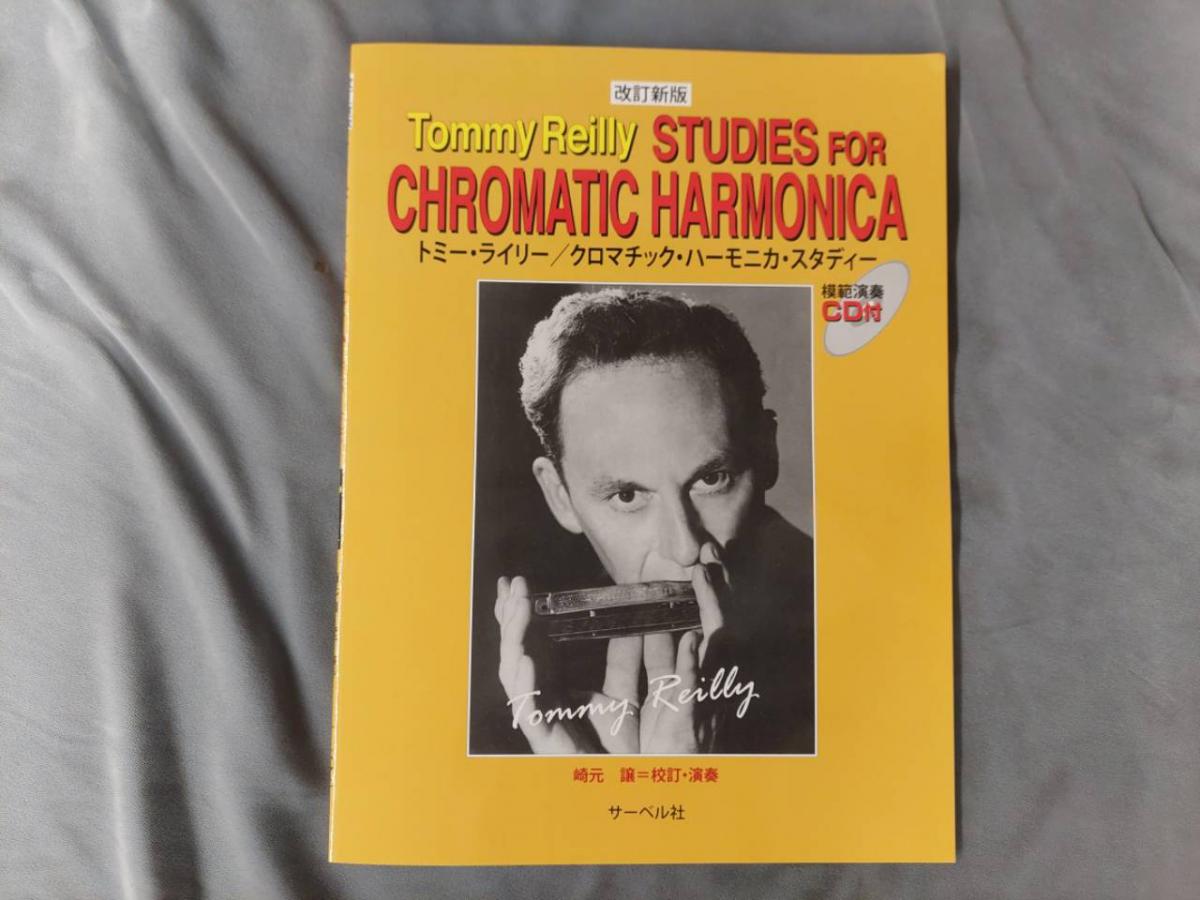 改訂新版
Tommy Reilly STUDIES FOR
CHROMATIC HARMONICA
トミー・ライリー/クロマチック・ハーモニカ・スタディー
模範演奏
CD付
Tommy Reilly
崎元 譲=校訂・演奏
サーベル社